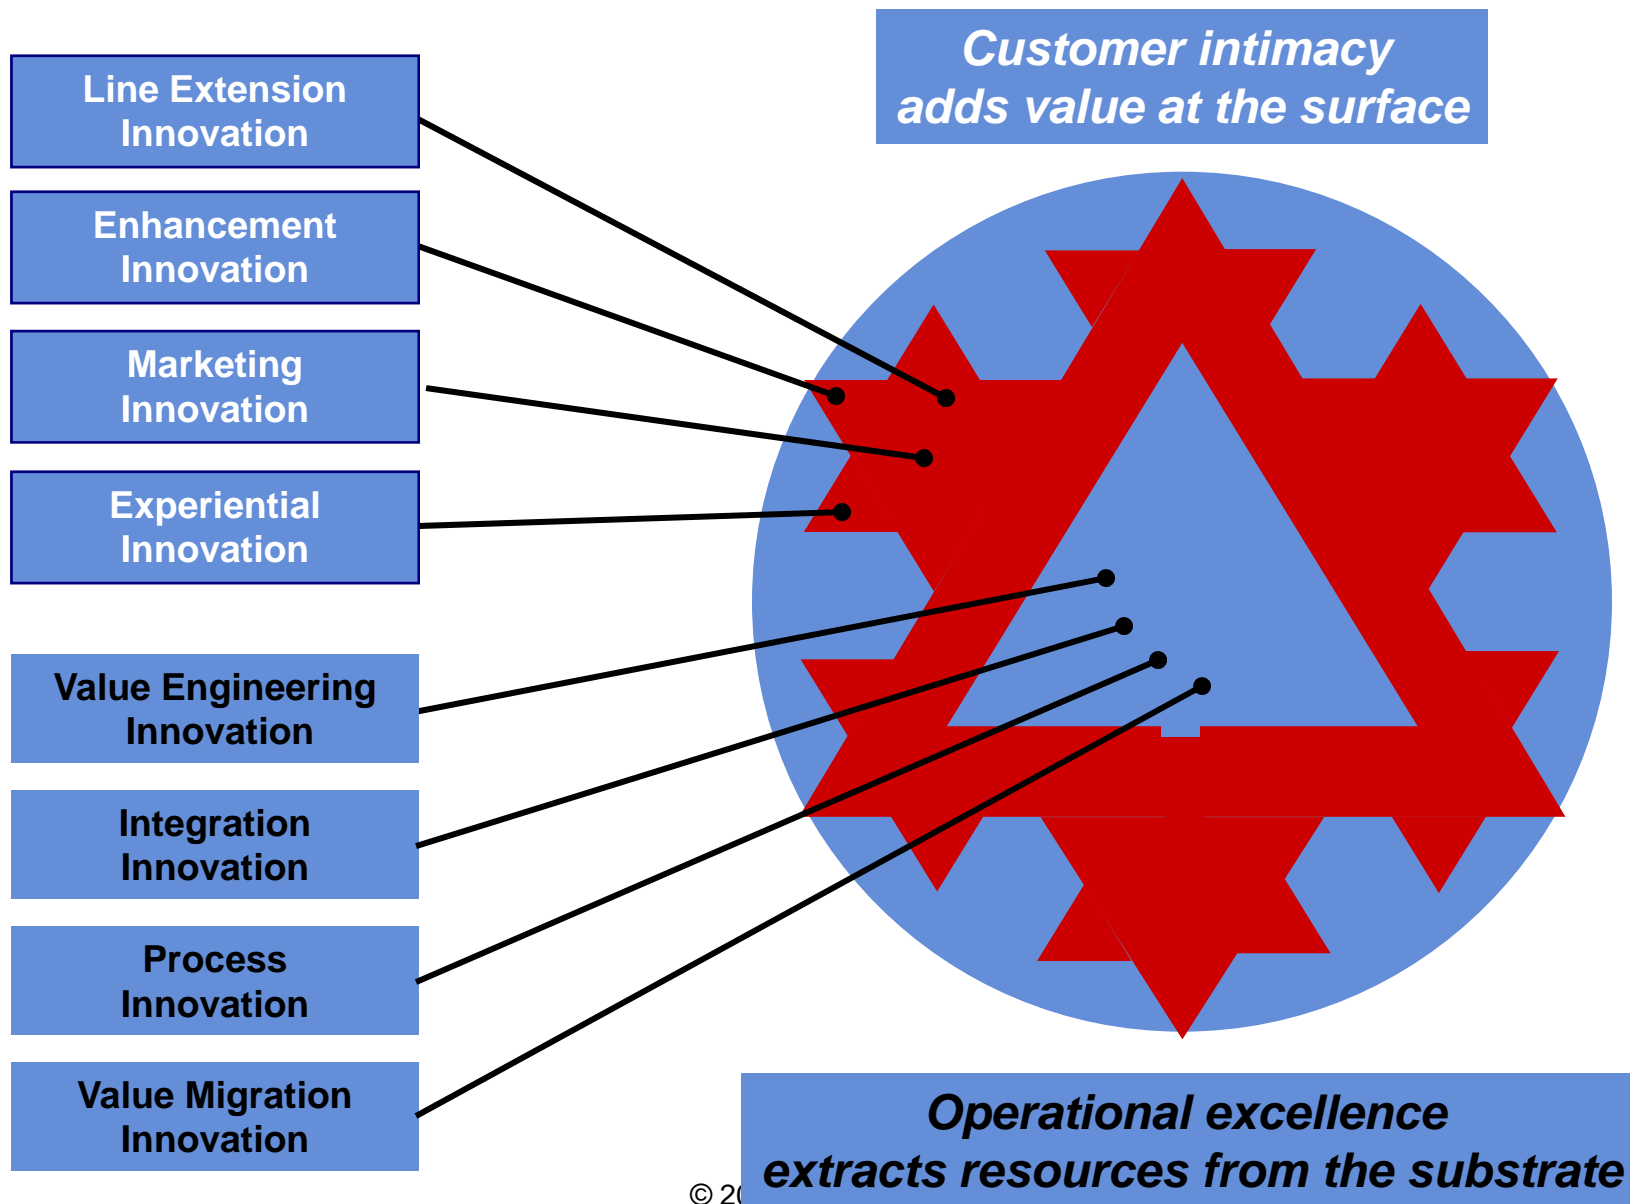 Customer intimacy
adds value at the surface
Line Extension
Innovation
Enhancement
Innovation
Marketing
Innovation
Experiential
Innovation
Value Engineering
Innovation
Integration
Innovation
Process
Innovation
Value Migration
Innovation
Operational excellence
extracts resources from the substrate
©